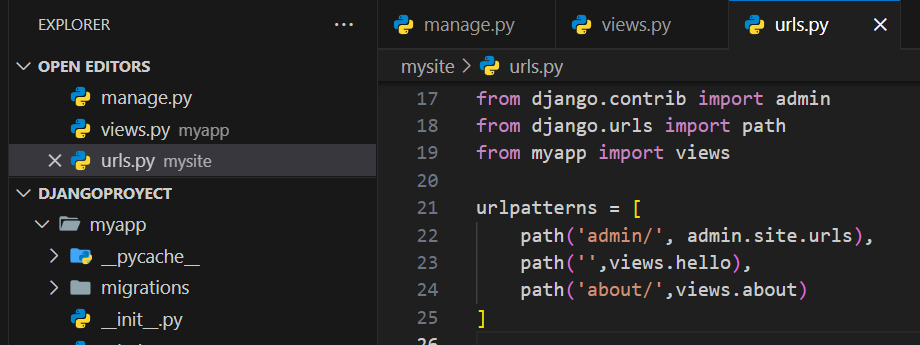 EXPLORER ···
OPEN EDITORS
manage.py
views.py myapp
urls.py mysite
DJANGOPROYECT
myapp
__pycache__
migrations
__init__.py
manage.py views.py urls.py
mysite > urls.py
17 from django.contrib import admin
18 from django.urls import path
19 from myapp import views
20
21 urlpatterns = [
22     path('admin/', admin.site.urls),
23     path('',views.hello),
24     path('about/',views.about)
25 ]
26